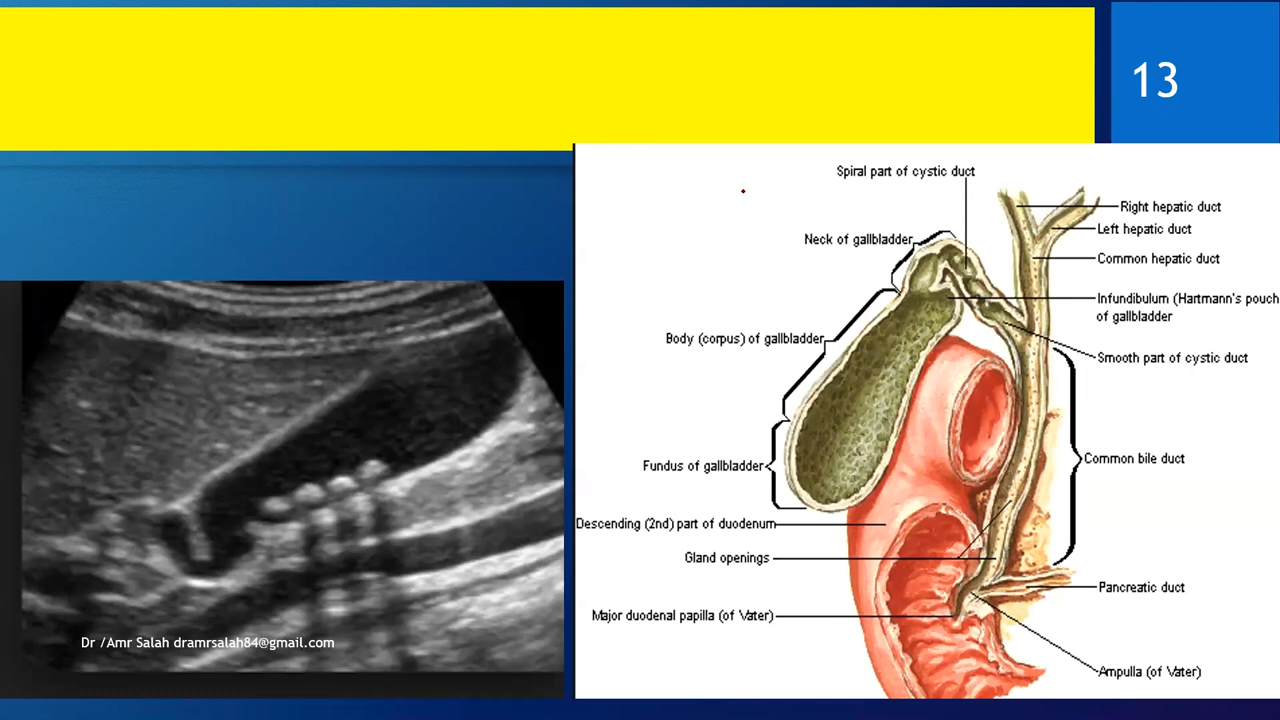 13
Spiral part of cystic duct
Right hepatic duct
Left hepatic duct
Neck of gallbladder
Common hepatic duct
Infundibulum (Hartmann's pouch
of gallbladder
Body (corpus) of gallbladder
Smooth part of cystic duct
Common bile duct
Fundus of gallbladder
Descending (2nd) part of duodenum
Gland openings
Pancreatic duct
Major duodenal papilla (of Vater)
Ampulla (of Vater)
Dr /Amr Salah dramrsalah84@gmail.com